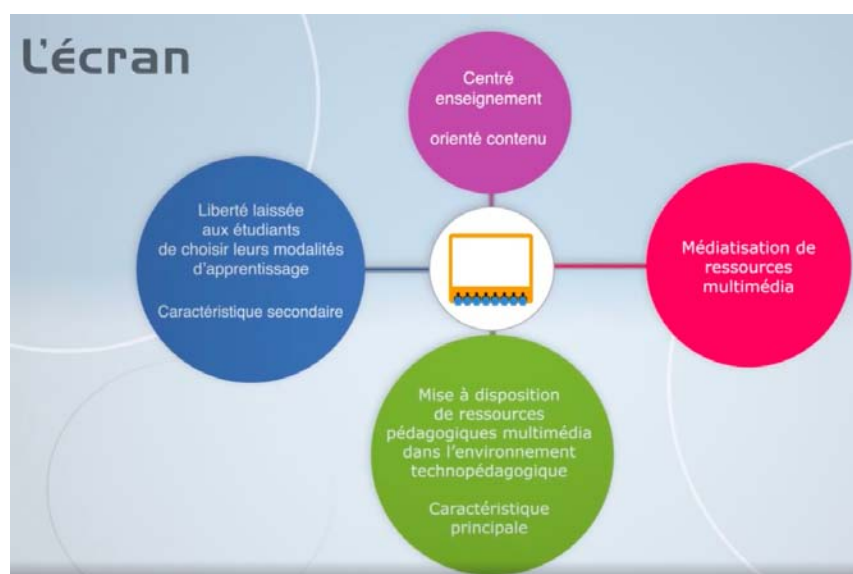 L'écran
Centré
enseignement
orienté contenu
Liberté laissée
aux étudiants
de choisir leurs modalités
d'apprentissage
Caractéristique secondaire
Médiatisation de
ressources
multimédia
Mise à disposition
de ressources
pédagogiques multimédia
dans l'environnement
technopédagogique
Caractéristique
principale